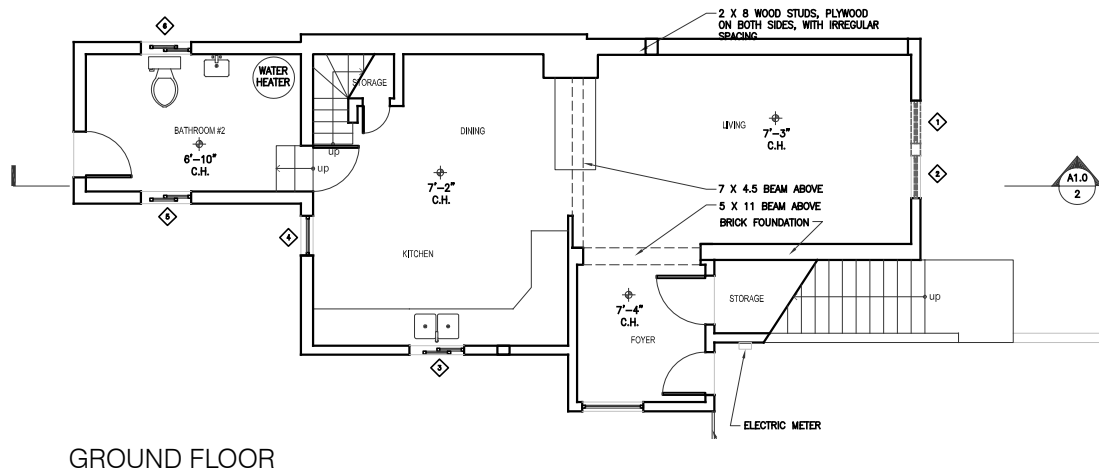 2 X 8 WOOD STUDS, PLYWOOD
ON BOTH SIDES, WITH IRREGULAR
SPACING
6
WATER
HEATER
STORAGE
BATHROOM #2
6'-10"
C.H.
up
up
DINING
7'-2"
C.H.
LIVING
7'-3"
C.H.
1
2
A1.0
2
7 X 4.5 BEAM ABOVE
5 X 11 BEAM ABOVE
BRICK FOUNDATION
5
4
KITCHEN
7'-4"
C.H.
STORAGE
up
FOYER
3
ELECTRIC METER
GROUND FLOOR